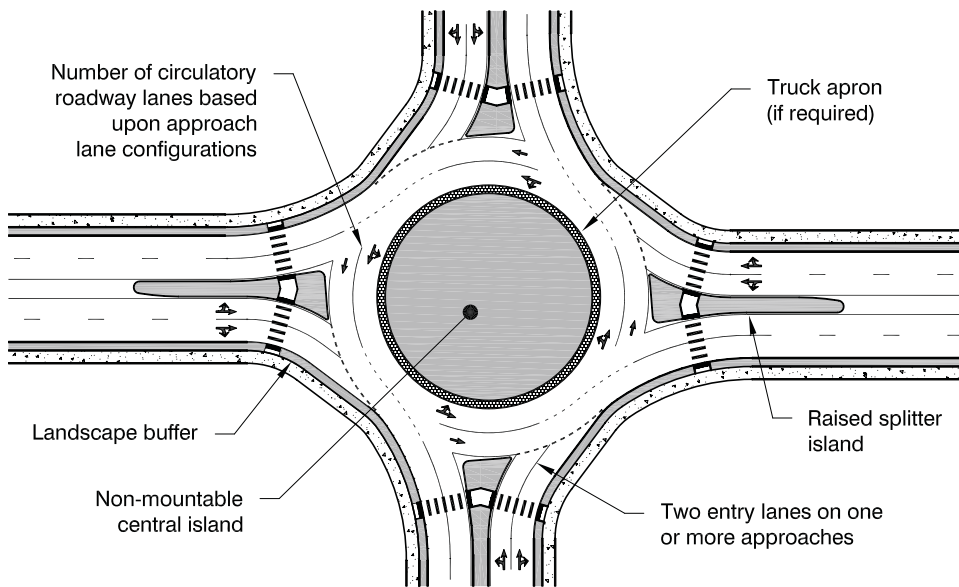 Number of circulatory
roadway lanes based
upon approach
lane configurations
Truck apron
(if required)
Landscape buffer
Raised splitter
island
Non-mountable
central island
Two entry lanes on one
or more approaches